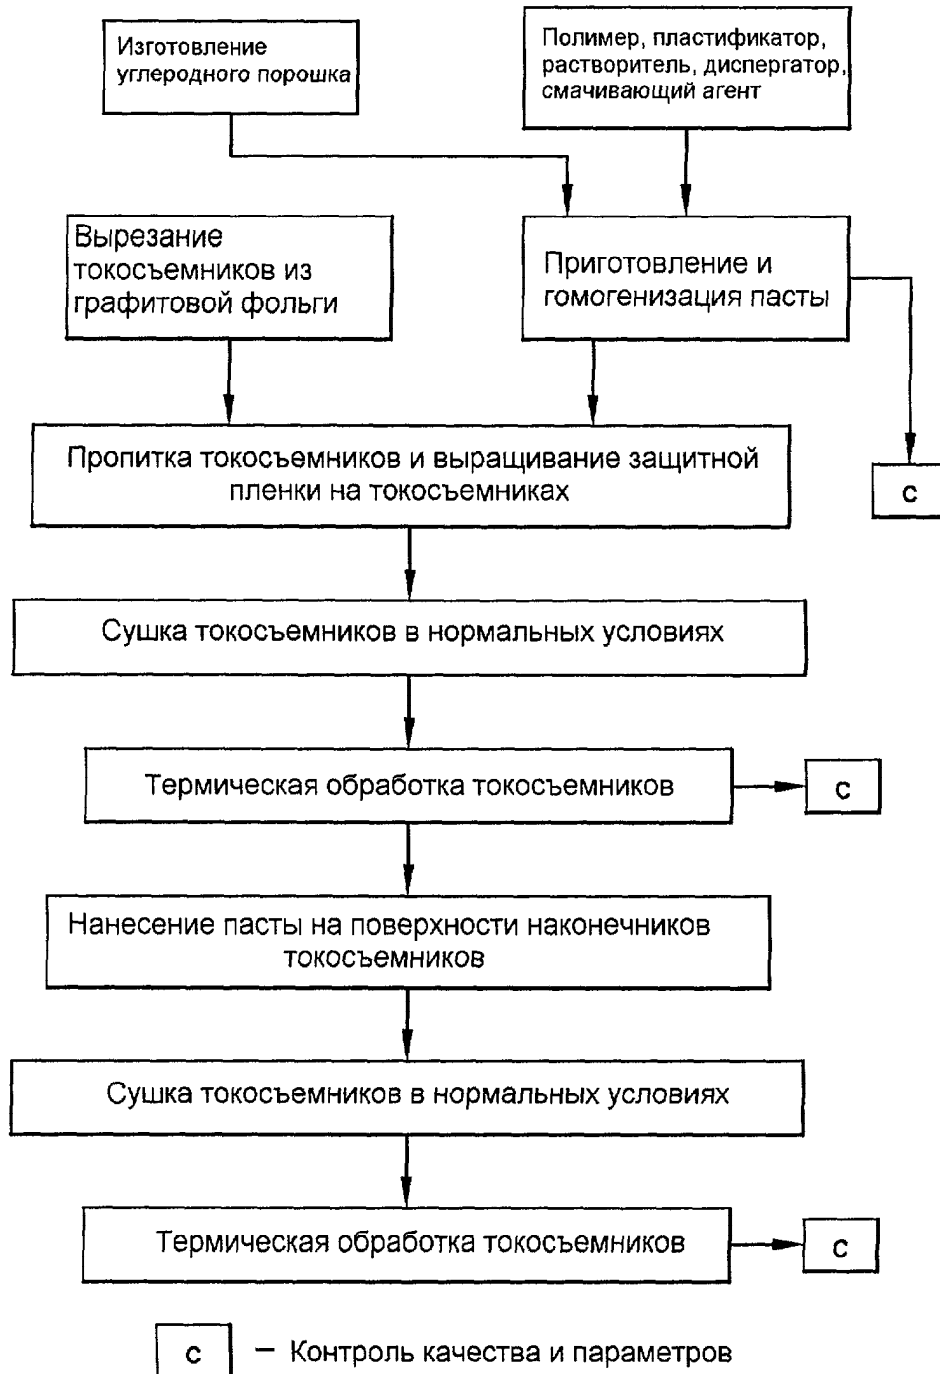 Изготовление
углеродного порошка
Полимер, пластификатор,
растворитель, диспергатор,
смачивающий агент
Вырезание
токосъемников из
графитовой фольги
Приготовление и
гомогенизация пасты
Пропитка токосъемников и выращивание защитной
пленки на токосъемниках
с
Сушка токосъемников в нормальных условиях
Термическая обработка токосъемников
с
Нанесение пасты на поверхности наконечников
токосъемников
Сушка токосъемников в нормальных условиях
Термическая обработка токосъемников
с
с – Контроль качества и параметров